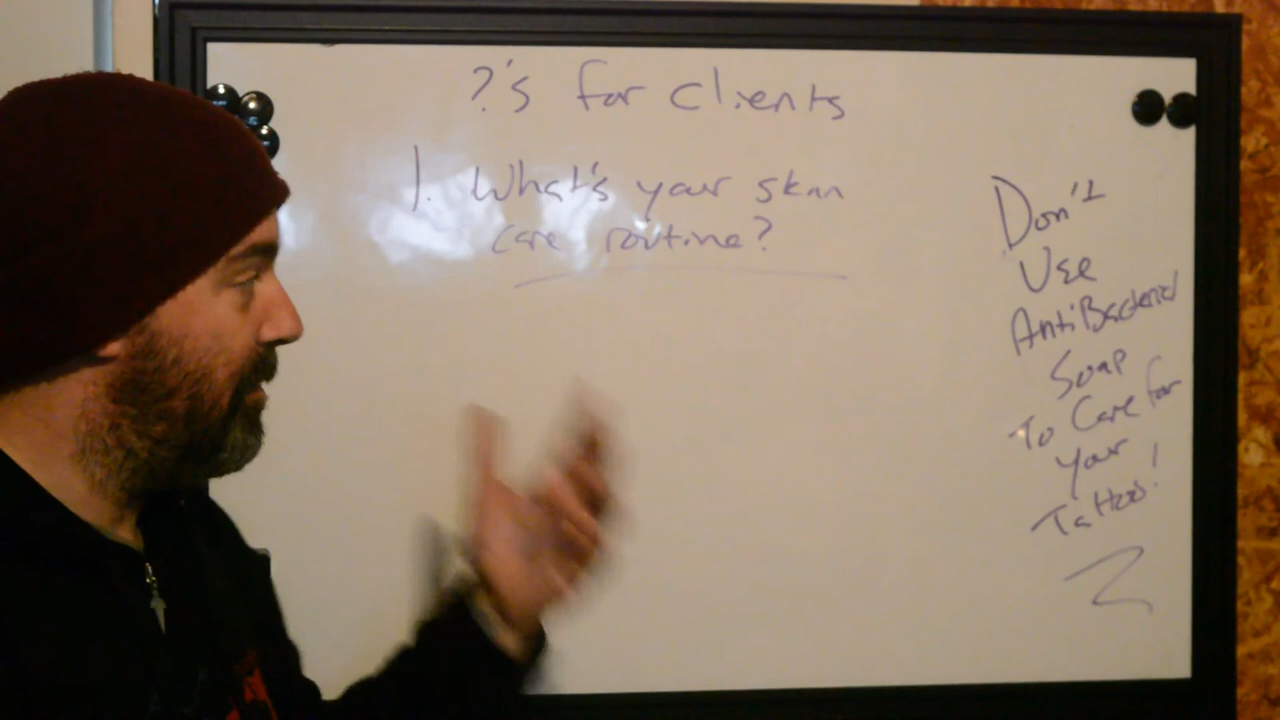 ?'s for clients
1. What's your skin
care routine?
Don't
Use
AntiBacterial
Soap
To Care for
your
Tattoo!